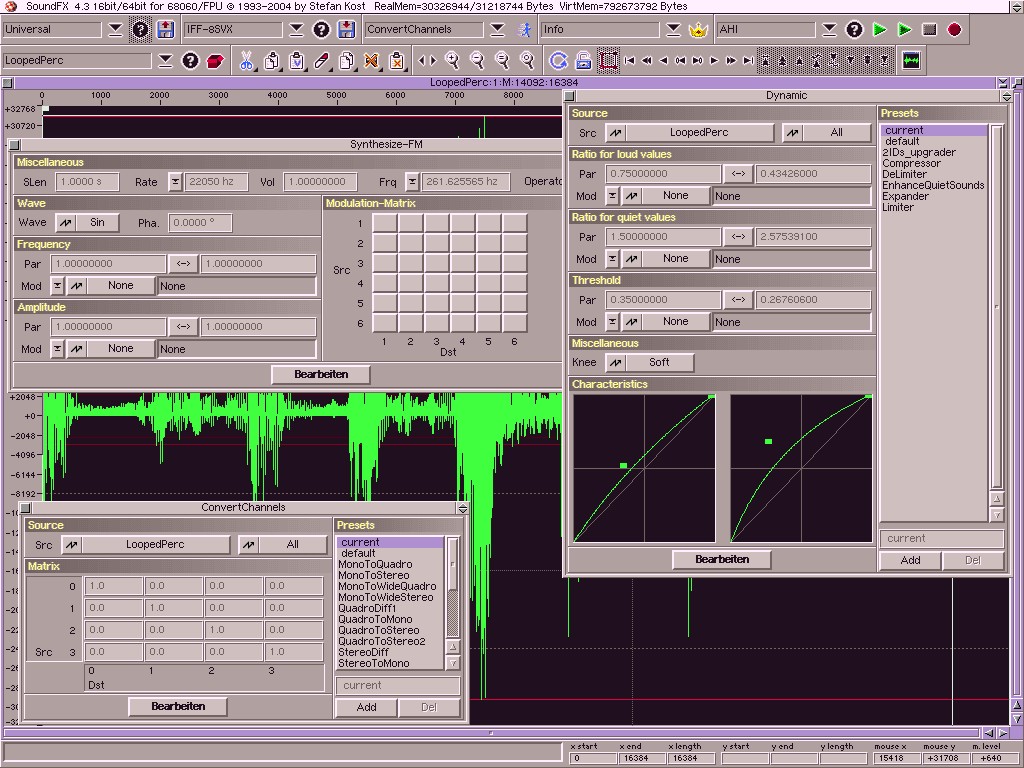 SoundFX 4.3 16bit/64bit for 68060/FPU © 1993-2004 by Stefan Kost RealMem=30326944/31218744 Bytes VirtMem=792673792 Bytes
Universal IFF-8SVX ConvertChannels Info AHI
LoopedPerc
LoopedPerc:1:M:14092:16384
0 1000 2000 3000 4000 5000 6000 7000 8000
+32768
+30720
Synthesize-FM
Miscellaneous
SLen 1.0000 s Rate 22050 hz Vol 1.00000000 Frq 261.625565 hz Operato
Wave
Wave Sin Pha. 0.0000 °
Frequency
Par 1.00000000 <-> 1.00000000
Mod None None
Amplitude
Par 1.00000000 <-> 1.00000000
Mod None None
Modulation-Matrix
1
2
Src 3
4
5
6
1 2 3 4 5 6
Dst
Bearbeiten
Dynamic
Source
Src LoopedPerc All
Ratio for loud values
Par 0.75000000 <-> 0.43426000
Mod None None
Ratio for quiet values
Par 1.50000000 <-> 2.57539100
Mod None None
Threshold
Par 0.35000000 <-> 0.26760600
Mod None None
Miscellaneous
Knee Soft
Characteristics
Bearbeiten
Presets
current
default
2IDs_upgrader
Compressor
DeLimiter
EnhanceQuietSounds
Expander
Limiter
current
Add Del
+2048
+0
-2048
-4096
-6144
-8192
ConvertChannels
Source
Src LoopedPerc All
Matrix
0 1.0 0.0 0.0 0.0
1 0.0 1.0 0.0 0.0
2 0.0 0.0 1.0 0.0
Src 3 0.0 0.0 0.0 1.0
0 1 2 3
Dst
Bearbeiten
Presets
current
default
MonoToQuadro
MonoToStereo
MonoToWideQuadro
MonoToWideStereo
QuadroDiff1
QuadroToMono
QuadroToStereo
QuadroToStereo2
StereoDiff
StereoToMono
current
Add Del
x start x end x length y start y end y length mouse x mouse y m. level
0 16384 16384 15418 +31708 +640